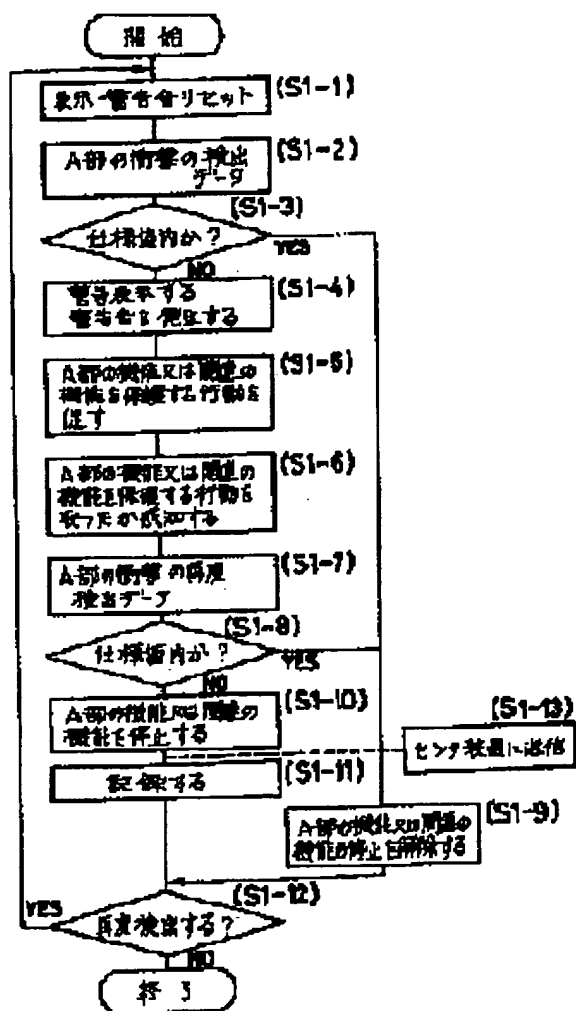 開始
表示・警告音リセット
(S1-1)
A部の衝撃の検出
データ
(S1-2)
(S1-3)
仕様値内か?
YES
NO
警告表示する
警告音を発生する
(S1-4)
A部の機能又は関連の
機能を保護する行動を
促す
(S1-5)
A部の機能又は関連の
機能を保護する行動を
取ったか感知する
(S1-6)
A部の衝撃の再度
検出データ
(S1-7)
(S1-8)
仕様値内か?
YES
NO
A部の機能又は関連の
機能を停止する
(S1-10)
(S1-13)
センタ装置に送信
記録する
(S1-11)
A部の機能又は関連の
機能の停止を解除する
(S1-9)
(S1-12)
YES
再度検出する?
NO
終了